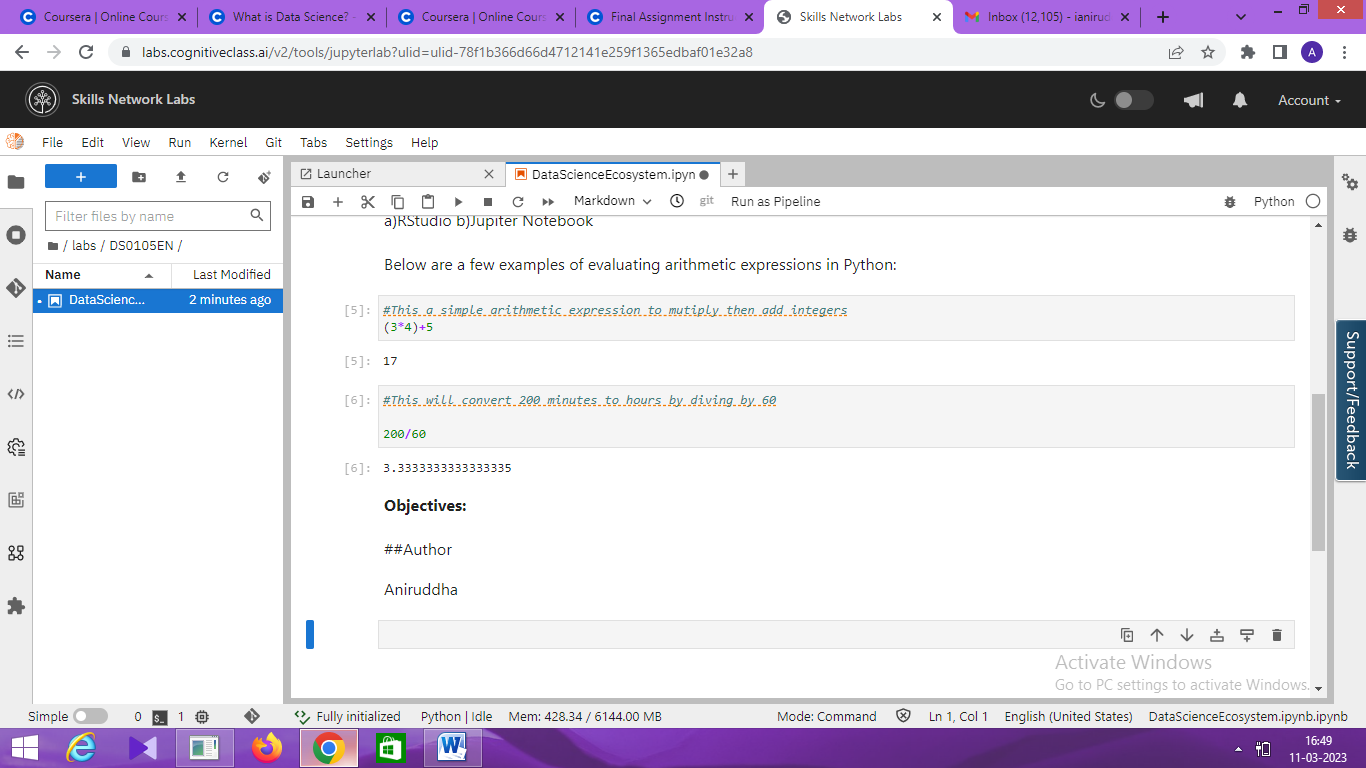 Coursera | Online Cours
What is Data Science? -
Coursera | Online Cours
Final Assignment Instru
Skills Network Labs
Inbox (12,105) - ianirud
labs.cognitiveclass.ai/v2/tools/jupyterlab?ulid=ulid-78f1b366d66d4712141e259f1365edbaf01e32a8
A
Skills Network Labs
Account
File Edit View Run Kernel Git Tabs Settings Help
Filter files by name
/ labs / DS0105EN /
Name Last Modified
DataScienc... 2 minutes ago
Launcher
DataScienceEcosystem.ipyn
Markdown git Run as Pipeline Python
a)RStudio b)Jupiter Notebook
Below are a few examples of evaluating arithmetic expressions in Python:
[5]: #This a simple arithmetic expression to mutiply then add integers
(3*4)+5
[5]: 17
[6]: #This will convert 200 minutes to hours by diving by 60
200/60
[6]: 3.3333333333333335
Objectives:
##Author
Aniruddha
Support/Feedback
Activate Windows
Go to PC settings to activate Windows.
Simple 0 $_ 1 Fully initialized Python | Idle Mem: 428.34 / 6144.00 MB Mode: Command Ln 1, Col 1 English (United States) DataScienceEcosystem.ipynb.ipynb
16:49
11-03-2023